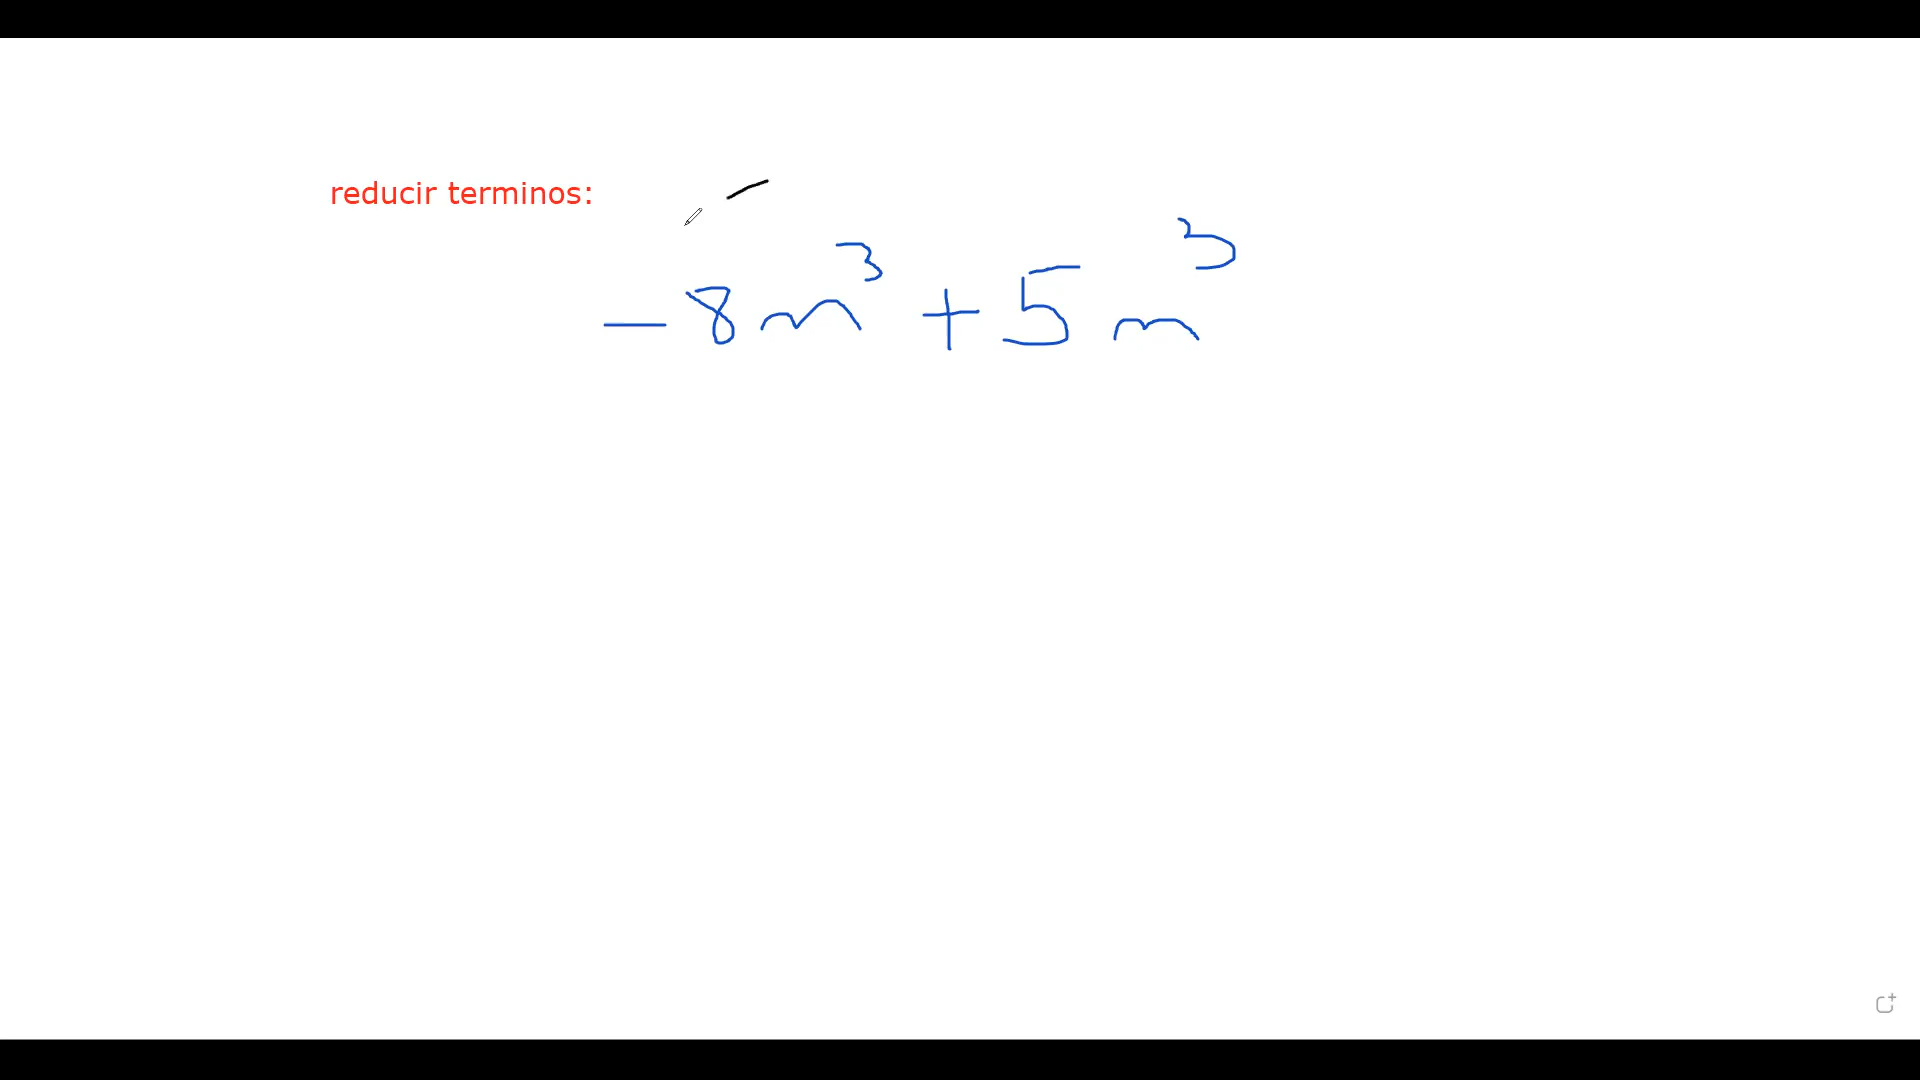 reducir terminos:
−8m³ + 5m³